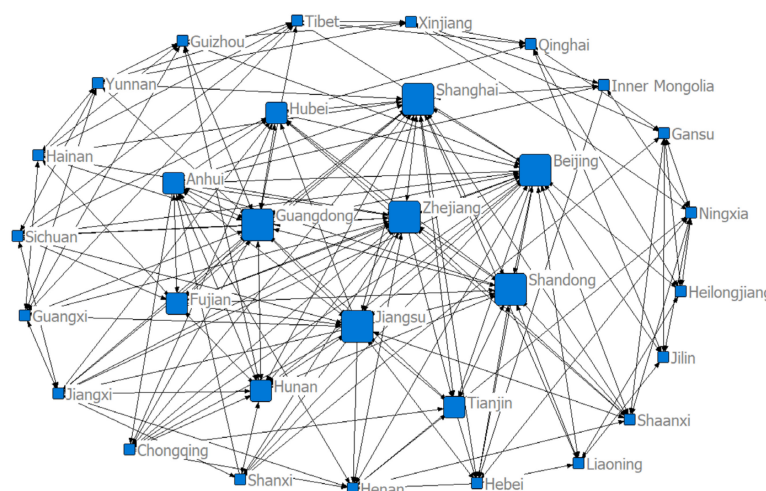 Tibet
Xinjiang
Guizhou
Qinghai
Yunnan
Shanghai
Inner Mongolia
Hubei
Gansu
Hainan
Beijing
Anhui
Zhejiang
Ningxia
Guangdong
Sichuan
Shandong
Heilongjiang
Fujian
Guangxi
Jiangsu
Jilin
Hunan
Jiangxi
Tianjin
Shaanxi
Chongqing
Liaoning
Shanxi
Hebei
Henan